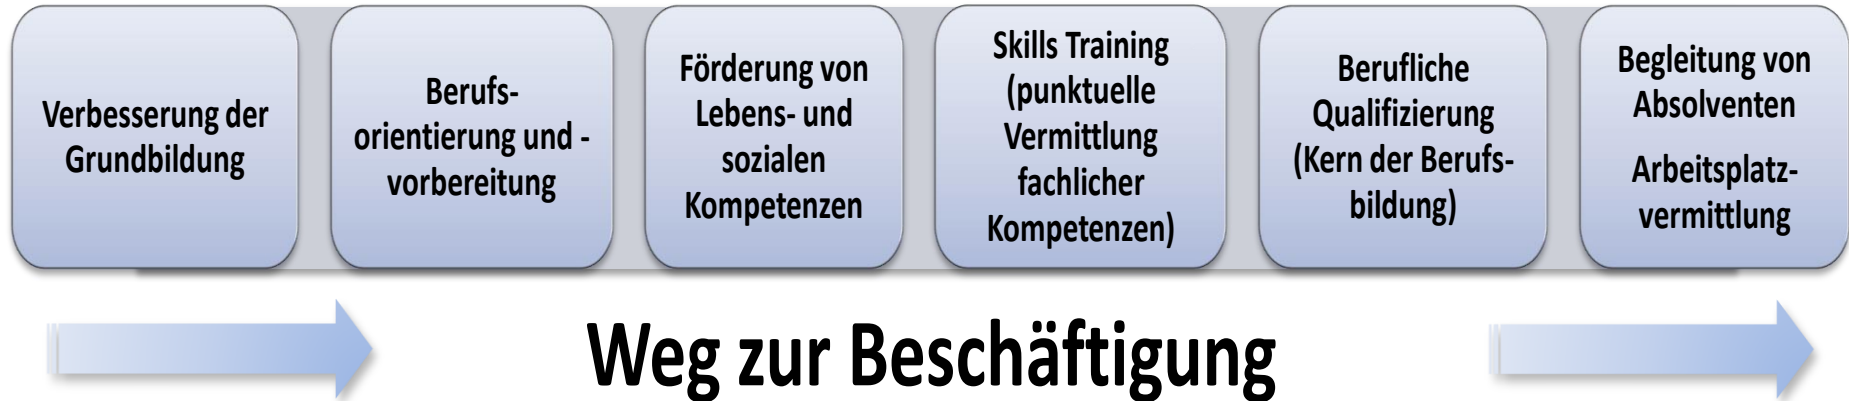 Verbesserung der
Grundbildung
Berufs-
orientierung und -
vorbereitung
Förderung von
Lebens- und
sozialen
Kompetenzen
Skills Training
(punktuelle
Vermittlung
fachlicher
Kompetenzen)
Berufliche
Qualifizierung
(Kern der Berufs-
bildung)
Begleitung von
Absolventen
Arbeitsplatz-
vermittlung
Weg zur Beschäftigung